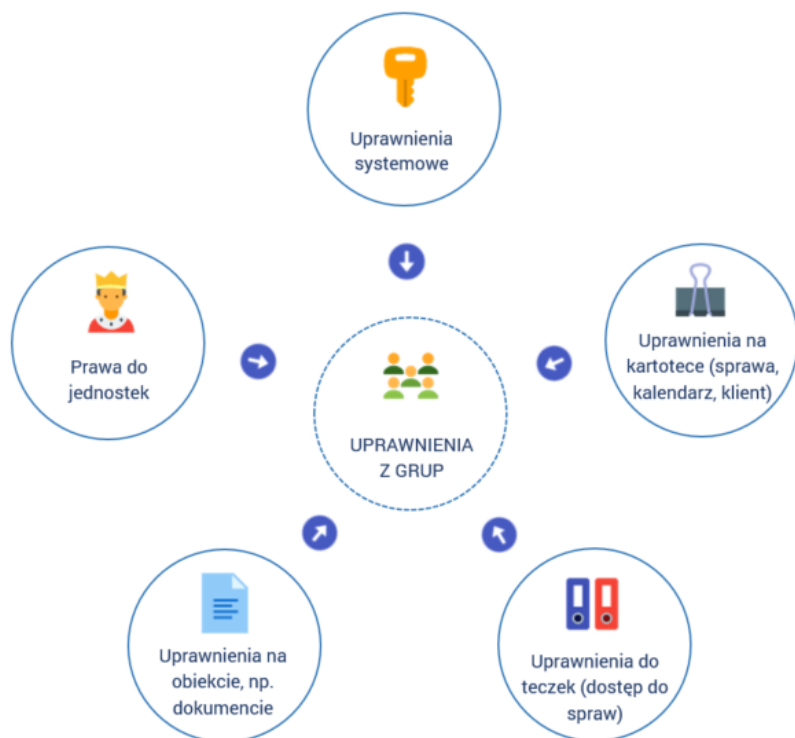 Uprawnienia
systemowe
Prawa do
jednostek
Uprawnienia na
kartotece (sprawa,
kalendarz, klient)
UPRAWNIENIA
Z GRUP
Uprawnienia na
obiekcie, np.
dokumencie
Uprawnienia do
teczek (dostęp do
spraw)